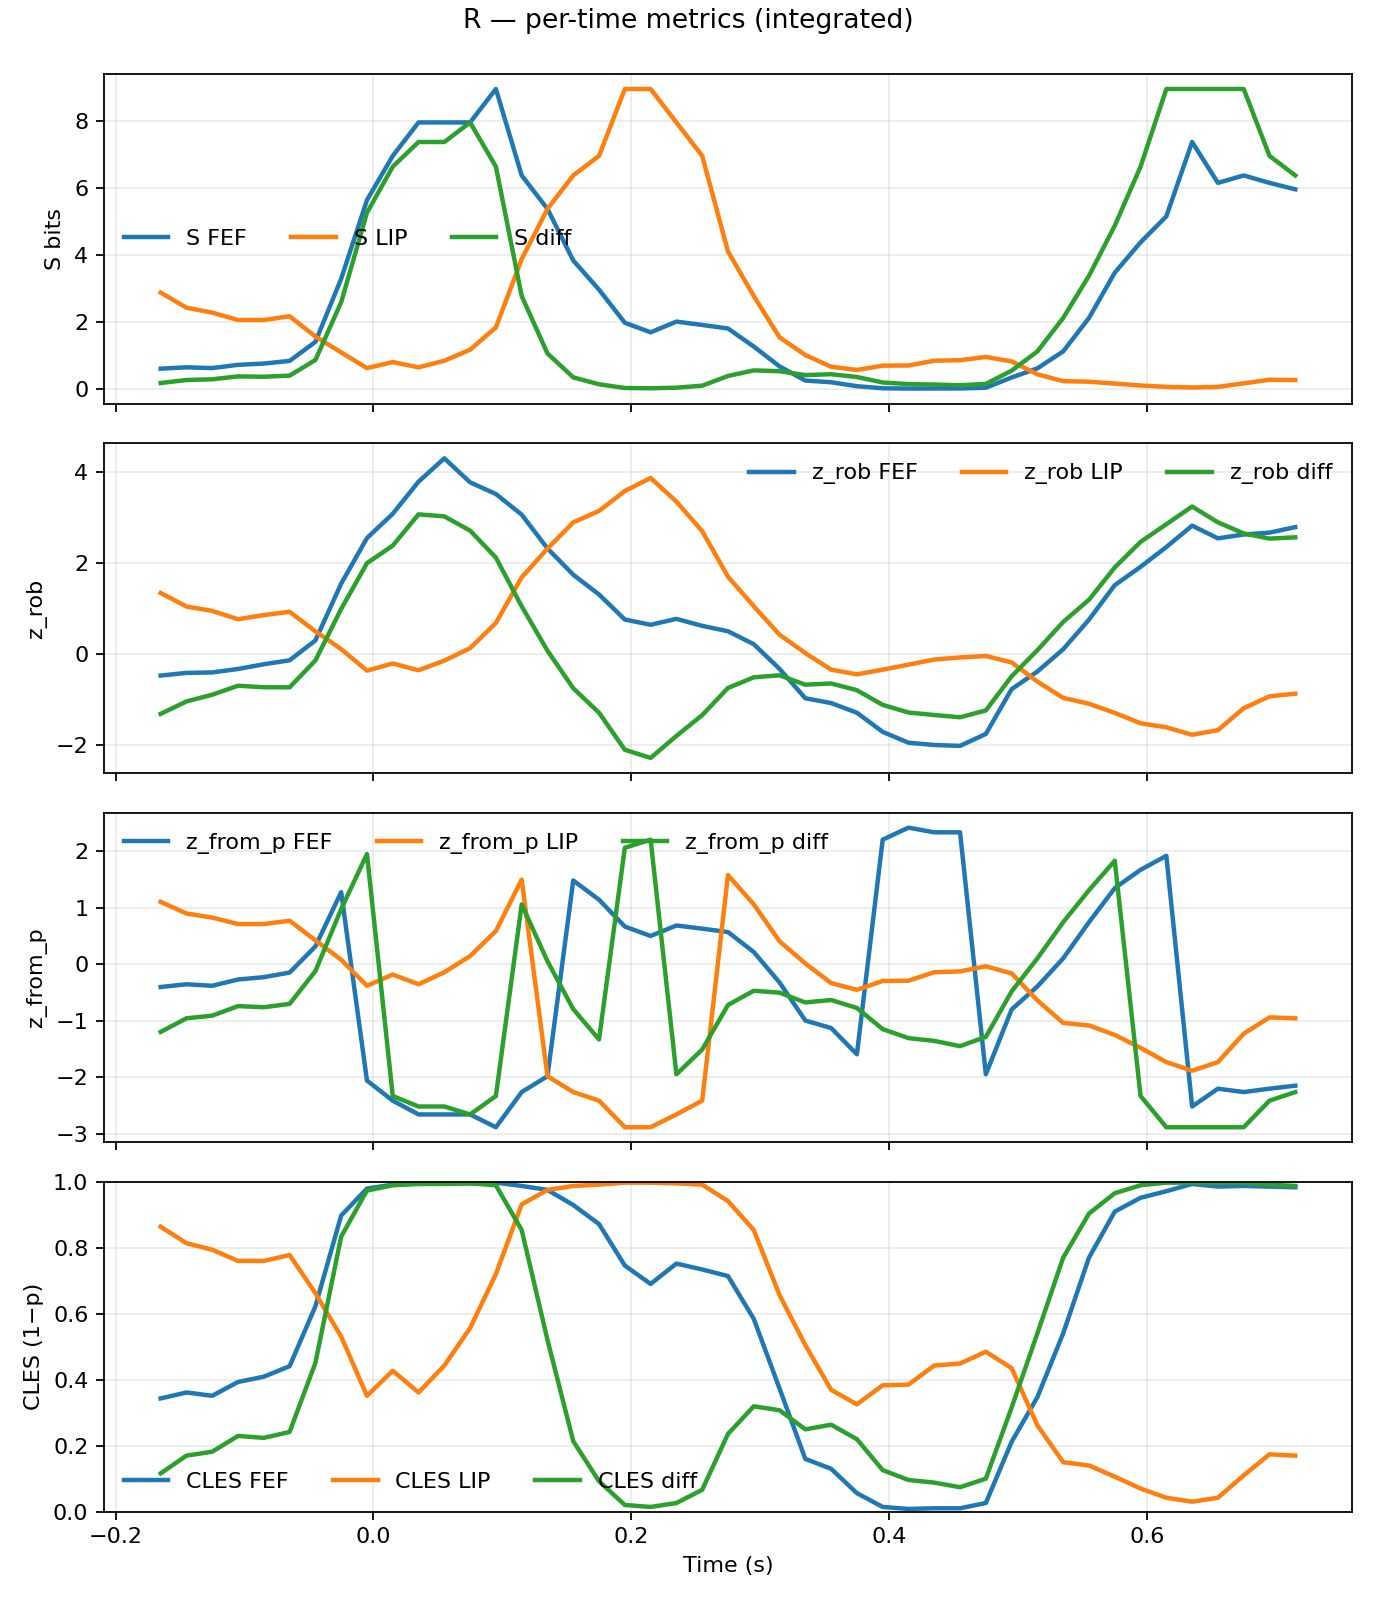 R — per-time metrics (integrated)
8
6
4
2
0
S bits
S FEF S LIP S diff
4
2
0
−2
z_rob
z_rob FEF z_rob LIP z_rob diff
2
1
0
−1
−2
−3
z_from_p
z_from_p FEF z_from_p LIP z_from_p diff
1.0
0.8
0.6
0.4
0.2
0.0
CLES (1−p)
CLES FEF CLES LIP CLES diff
−0.2 0.0 0.2 0.4 0.6
Time (s)